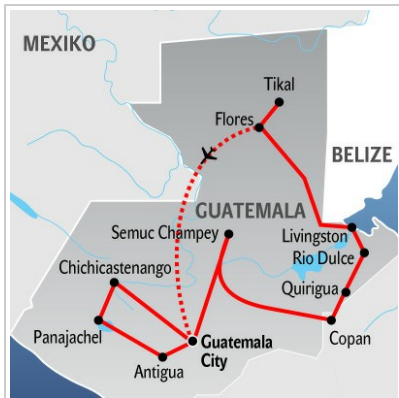 MEXIKO
Tikal
Flores
BELIZE
GUATEMALA
Semuc Champey
Livingston
Rio Dulce
Chichicastenango
Quirigua
Panajachel
Guatemala
City
Copan
Antigua